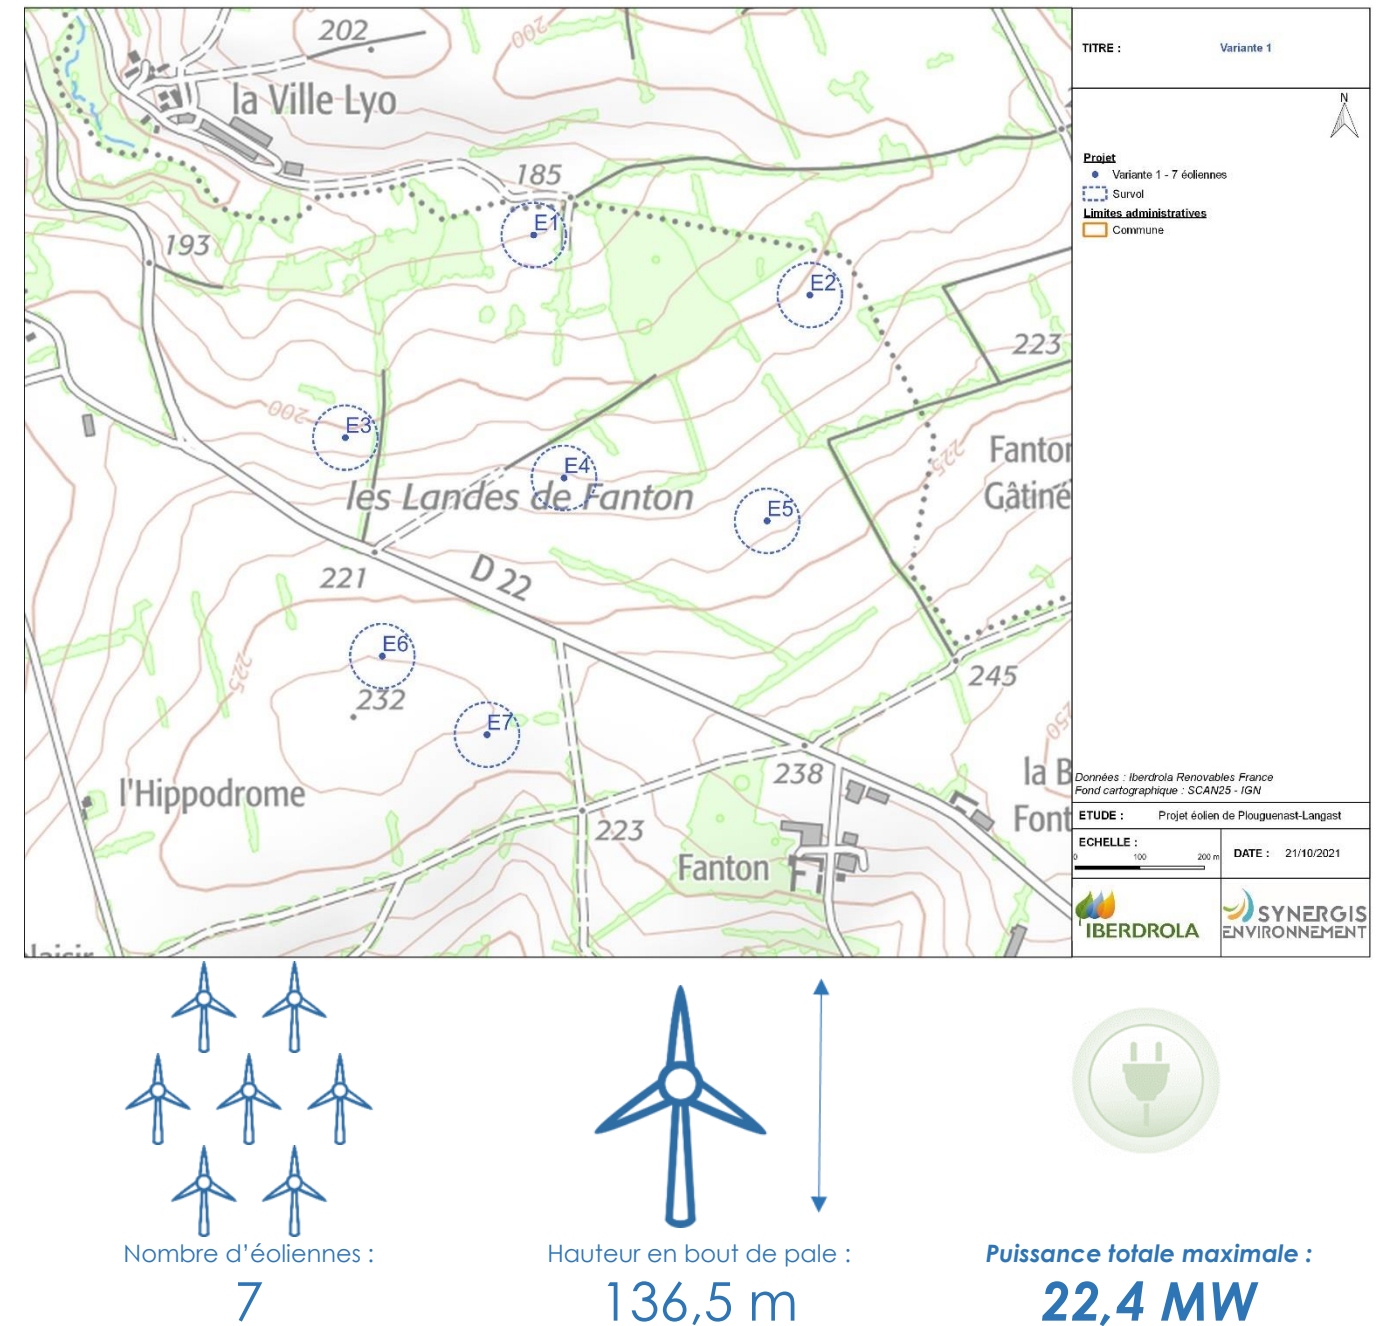 202
200
la Ville Lyo
185
E1
193
E2
223
200
E3
E4
225
Fanton
Gâtiné
les Landes de Fanton
E5
221
D 22
E6
225
245
232
E7
250
238
la B
l'Hippodrome
Font
223
Fanton
TITRE :
Variante 1
N
Projet
Variante 1 - 7 éoliennes
Survol
Limites administratives
Commune
Données : Iberdrola Renovables France
Fond cartographique : SCAN25 - IGN
ETUDE : Projet éolien de Plouguenast-Langast
ECHELLE :
0 100 200 m
DATE : 21/10/2021
IBERDROLA
SYNERGIS
ENVIRONNEMENT
Nombre d'éoliennes :
7
Hauteur en bout de pale :
136,5 m
Puissance totale maximale :
22,4 MW